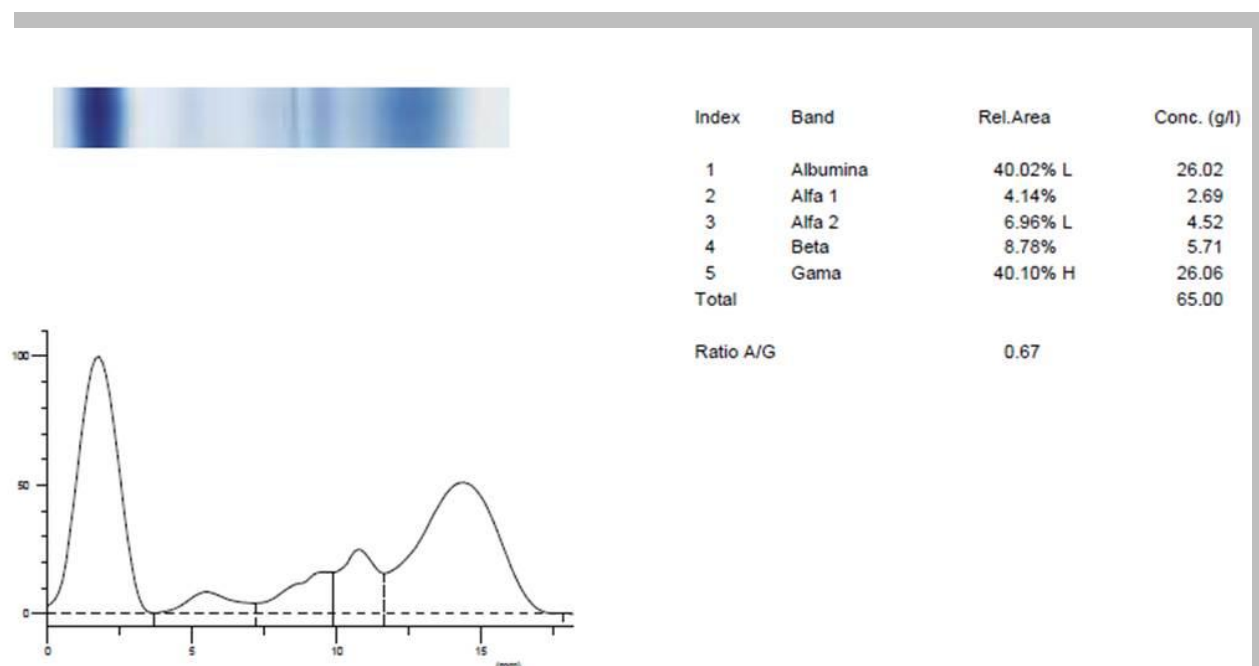 Index Band Rel.Area Conc. (g/l)
1 Albumina 40.02% L 26.02
2 Alfa 1 4.14% 2.69
3 Alfa 2 6.96% L 4.52
4 Beta 8.78% 5.71
5 Gama 40.10% H 26.06
Total 65.00
Ratio A/G 0.67
100
50
0
0 5 10 15